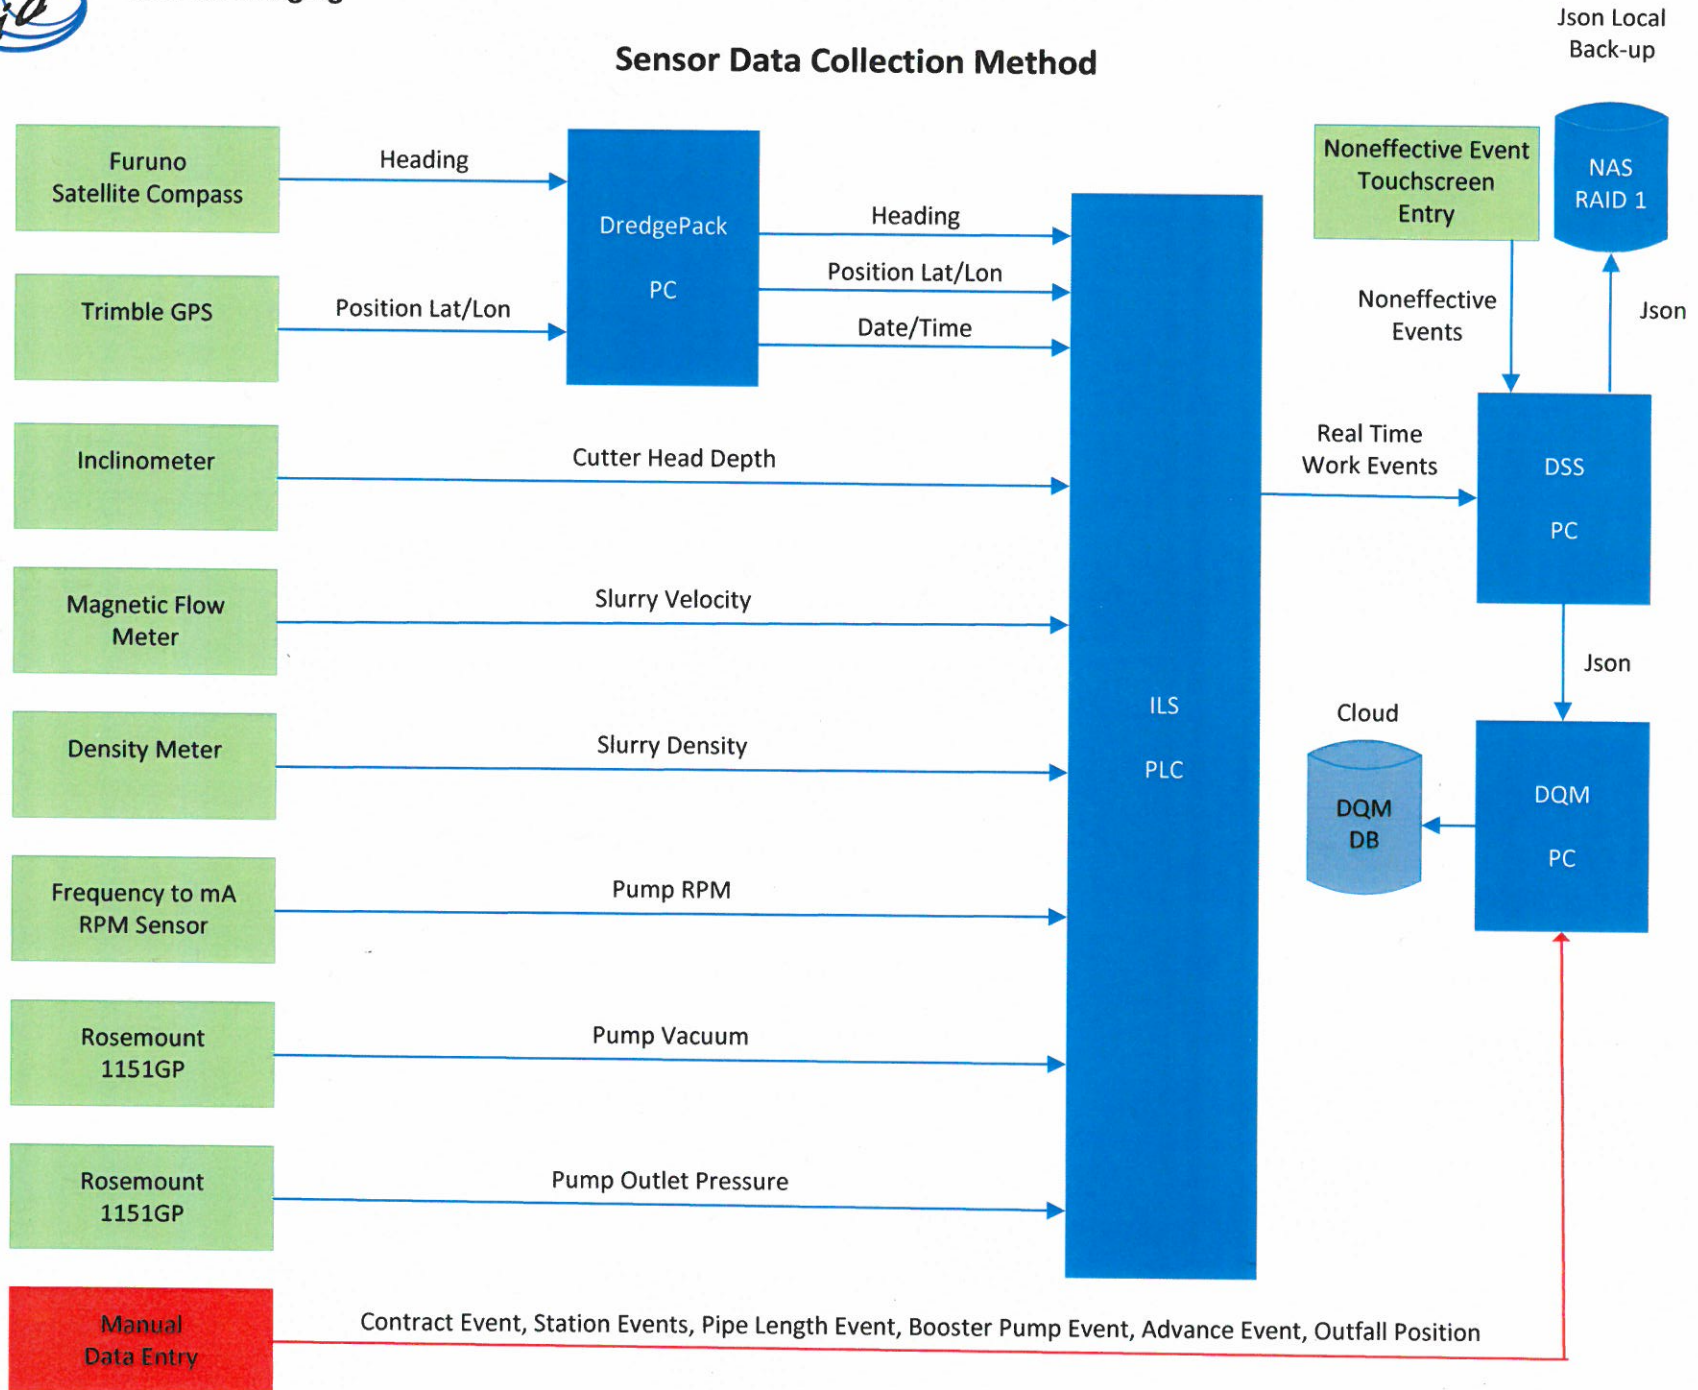 Sensor Data Collection Method
Json Local
Back-up
Furuno
Satellite Compass
Heading
DredgePack
PC
Heading
Position Lat/Lon
Date/Time
Noneffective Event
Touchscreen
Entry
NAS
RAID 1
Trimble GPS
Position Lat/Lon
Noneffective
Events
Json
Inclinometer
Cutter Head Depth
Real Time
Work Events
DSS
PC
Magnetic Flow
Meter
Slurry Velocity
Json
ILS
PLC
Density Meter
Slurry Density
Cloud
DQM
DB
DQM
PC
Frequency to mA
RPM Sensor
Pump RPM
Rosemount
1151GP
Pump Vacuum
Rosemount
1151GP
Pump Outlet Pressure
Manual
Data Entry
Contract Event, Station Events, Pipe Length Event, Booster Pump Event, Advance Event, Outfall Position